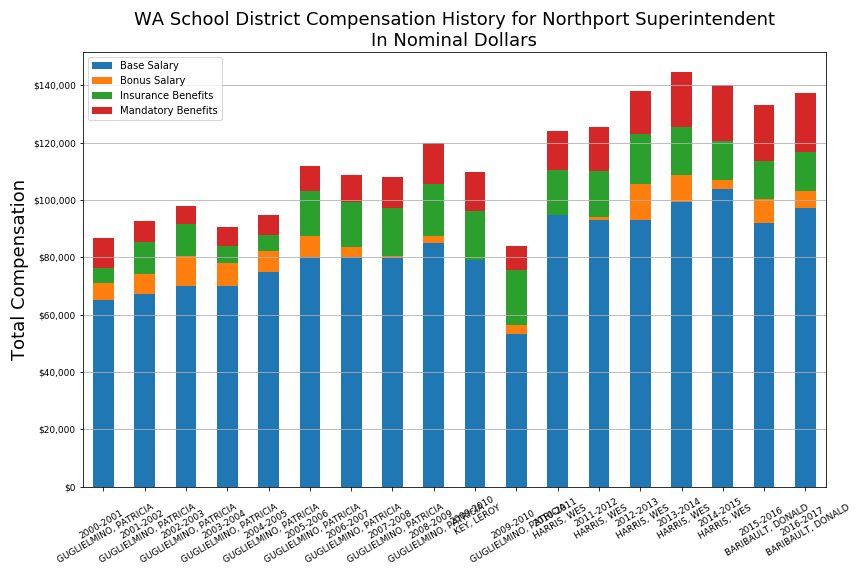 WA School District Compensation History for Northport Superintendent
In Nominal Dollars
Base Salary
Bonus Salary
Insurance Benefits
Mandatory Benefits
Total Compensation
$140,000
$120,000
$100,000
$80,000
$60,000
$40,000
$20,000
$0
2000-2001
GUGLIELMINO, PATRICIA
2001-2002
GUGLIELMINO, PATRICIA
2002-2003
GUGLIELMINO, PATRICIA
2003-2004
GUGLIELMINO, PATRICIA
2004-2005
GUGLIELMINO, PATRICIA
2005-2006
GUGLIELMINO, PATRICIA
2006-2007
GUGLIELMINO, PATRICIA
2007-2008
GUGLIELMINO, PATRICIA
2008-2009
GUGLIELMINO, PATRICIA
2009-2010
KEY, LEROY
2009-2010
GUGLIELMINO, PATRICIA
2010-2011
HARRIS, WES
2011-2012
HARRIS, WES
2012-2013
HARRIS, WES
2013-2014
HARRIS, WES
2014-2015
HARRIS, WES
2015-2016
BARIBAULT, DONALD
2016-2017
BARIBAULT, DONALD